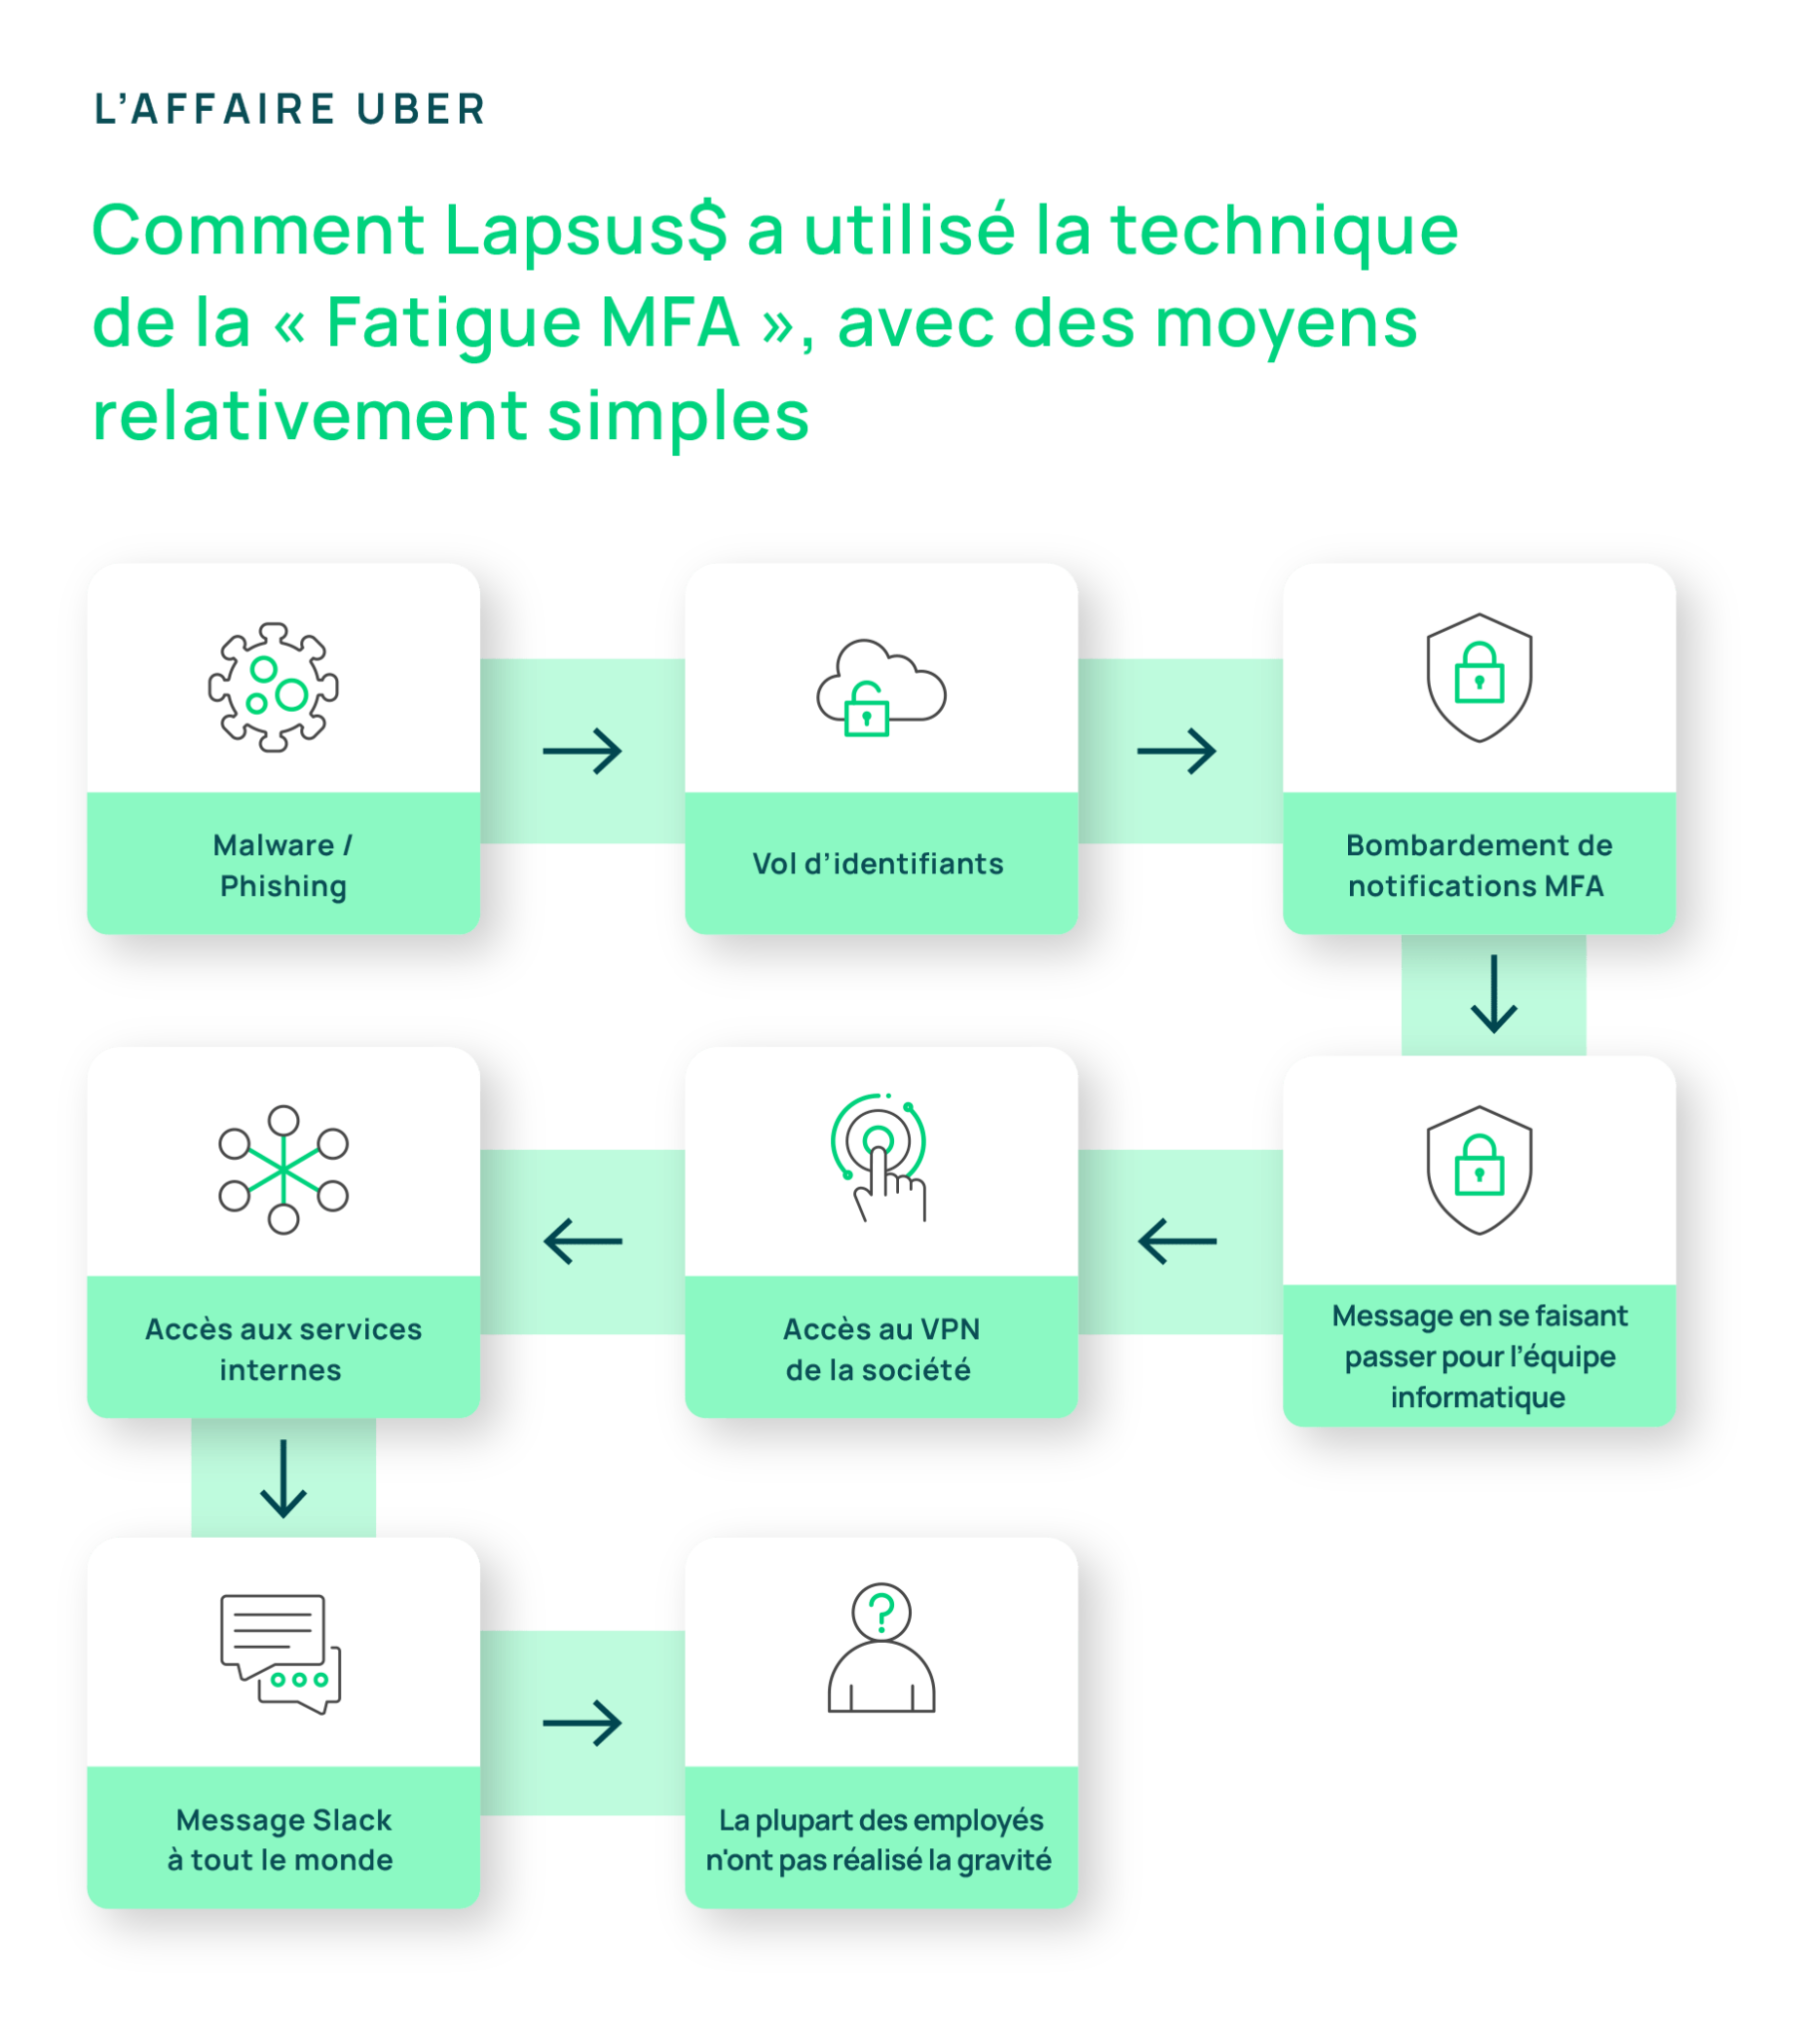 L’AFFAIRE UBER
Comment Lapsus$ a utilisé la technique
de la « Fatigue MFA », avec des moyens
relativement simples
Malware /
Phishing
Vol d’identifiants
Bombardement de
notifications MFA
Message en se faisant
passer pour l’équipe
informatique
Accès au VPN
de la société
Accès aux services
internes
Message Slack
à tout le monde
La plupart des employés
n'ont pas réalisé la gravité